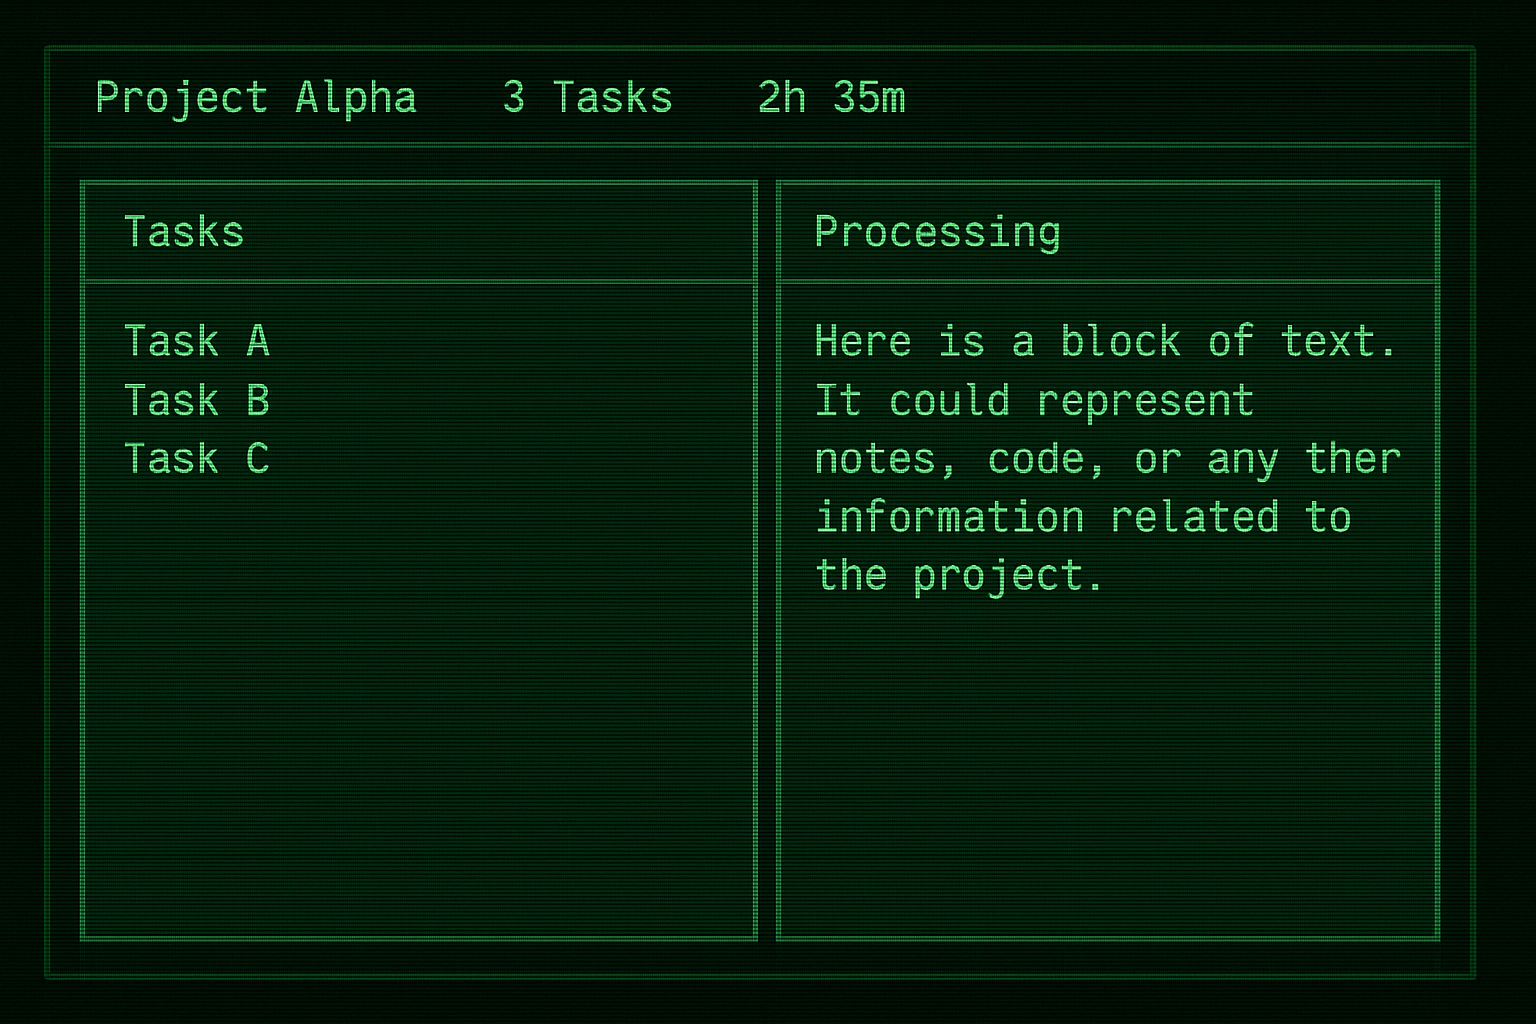 Project Alpha 3 Tasks 2h 35m
Tasks
Task A
Task B
Task C
Processing
Here is a block of text.
It could represent
notes, code, or any ther
information related to
the project.